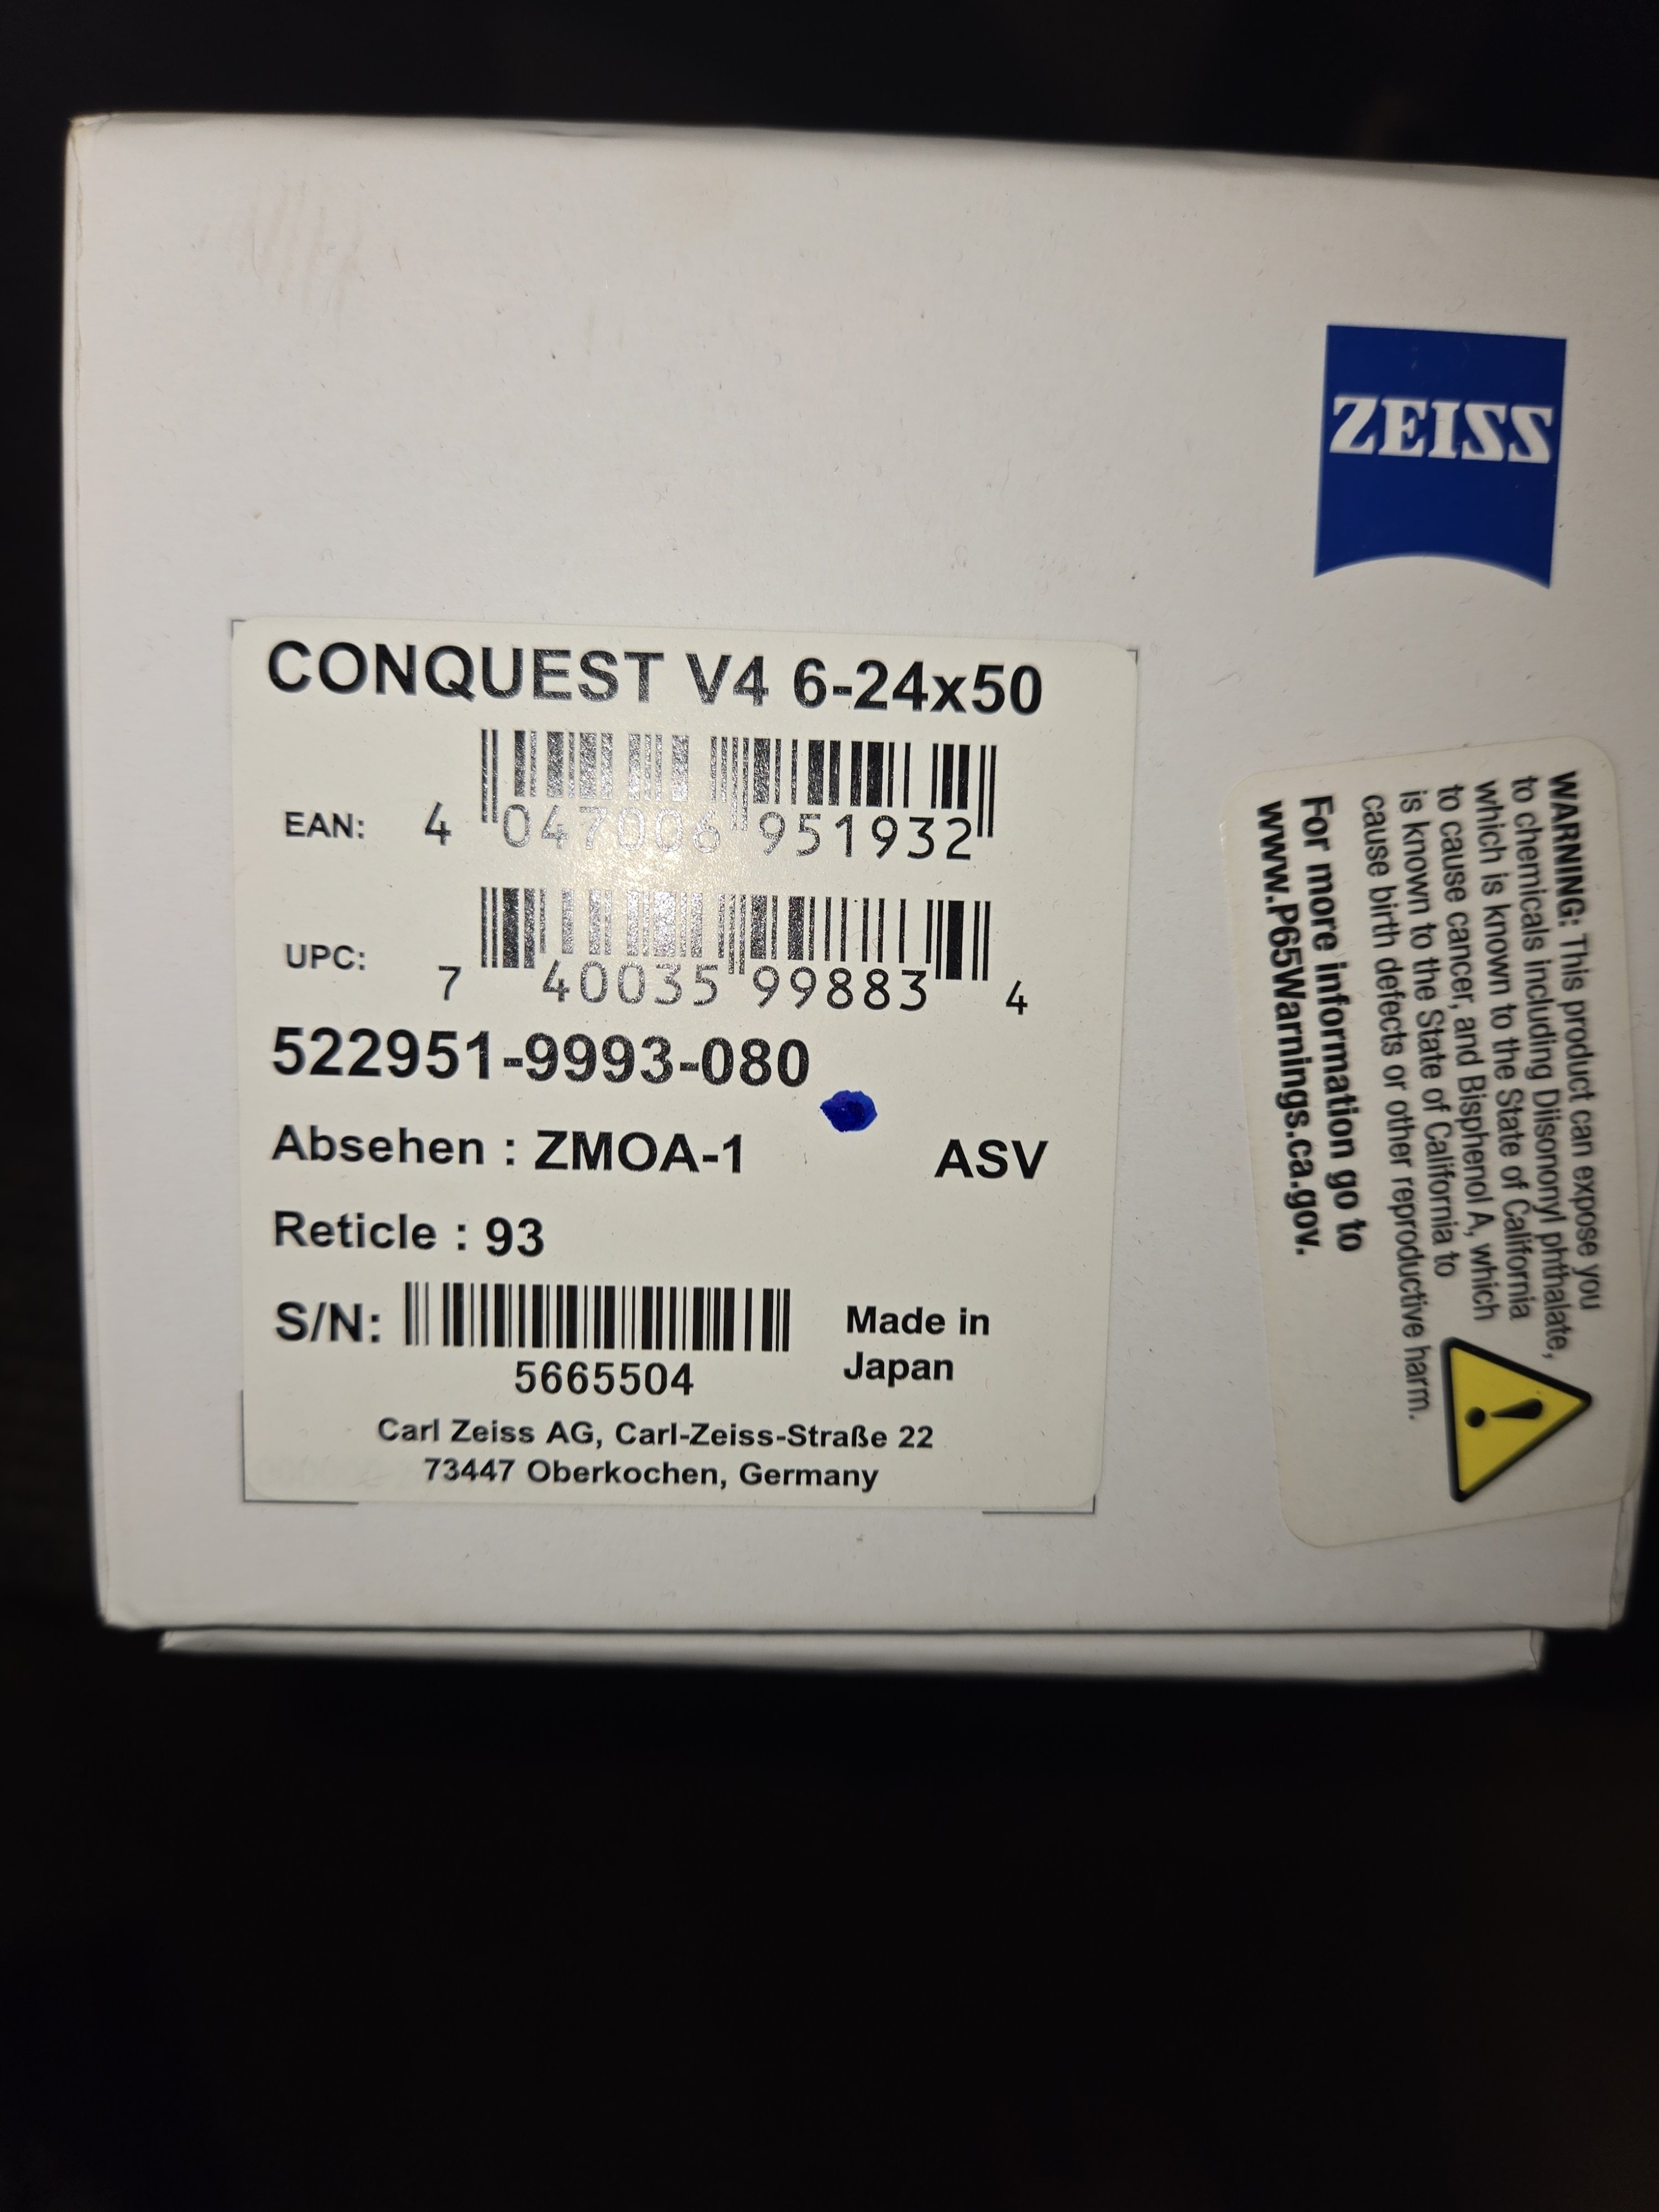 ZEISS
CONQUEST V4 6-24x50
EAN: 4 047006 951932
UPC: 7 40035 99883 4
522951-9993-080
Absehen : ZMOA-1 ASV
Reticle : 93
S/N:
5665504
Made in
Japan
Carl Zeiss AG, Carl-Zeiss-Straße 22
73447 Oberkochen, Germany
WARNING: This product can expose you
to chemicals including Diisononyl phthalate,
which is known to the State of California
to cause cancer, and Bisphenol A, which
is known to the State of California to
cause birth defects or other reproductive harm.
For more information go to
www.P65Warnings.ca.gov.